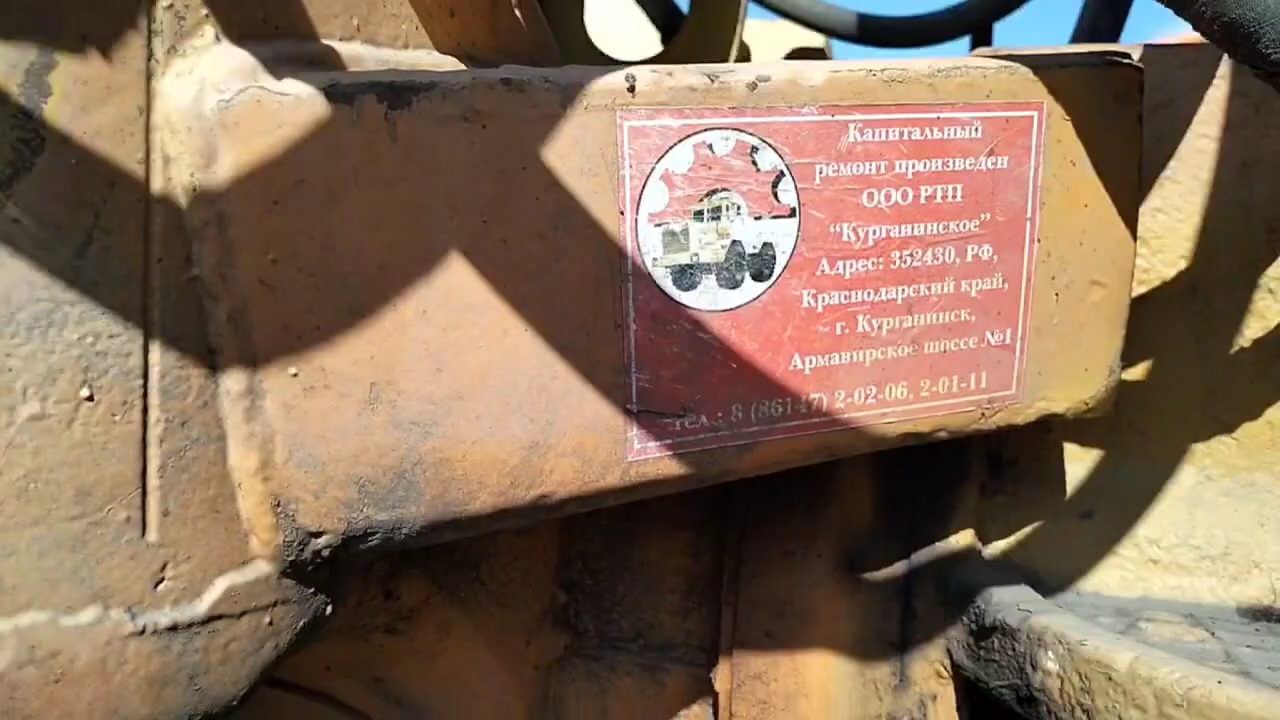 Капитальный
ремонт произведен
ООО РТП
“Курганинское”
Адрес: 352430, РФ,
Краснодарский край,
г. Курганинск,
Армавирское шоссе №1
тел.: 8 (86147) 2-02-06, 2-01-11